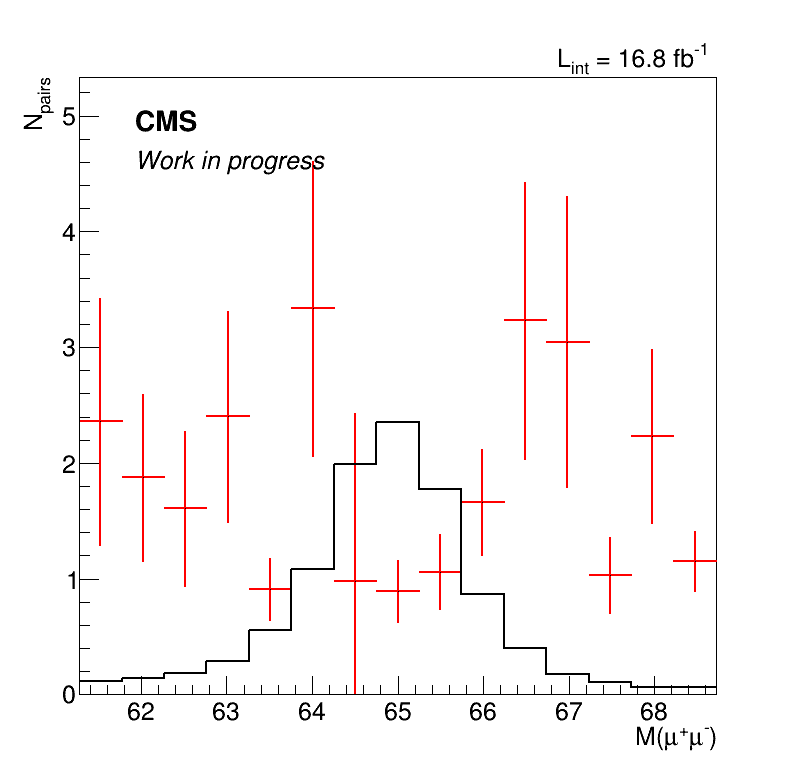 L_int = 16.8 fb^-1
N_pairs
CMS
Work in progress
5
4
3
2
1
0
62 63 64 65 66 67 68
M(μ⁺μ⁻)